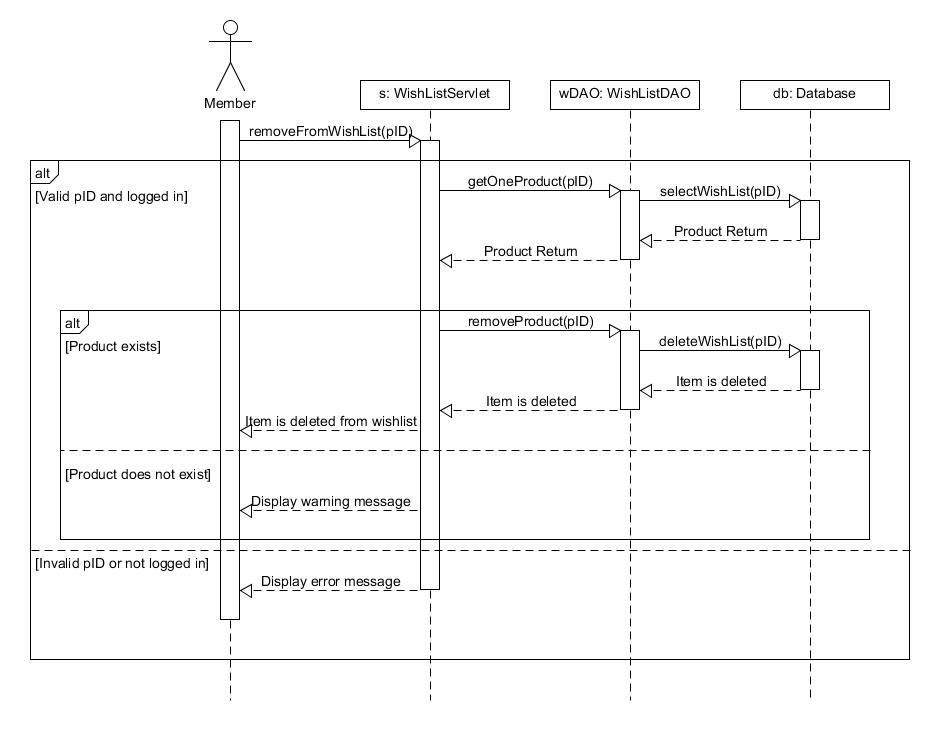 Member
s: WishListServlet
wDAO: WishListDAO
db: Database
removeFromWishList(pID)
alt
[Valid pID and logged in]
getOneProduct(pID)
selectWishList(pID)
Product Return
Product Return
alt
[Product exists]
removeProduct(pID)
deleteWishList(pID)
Item is deleted
Item is deleted
Item is deleted from wishlist
[Product does not exist]
Display warning message
[Invalid pID or not logged in]
Display error message